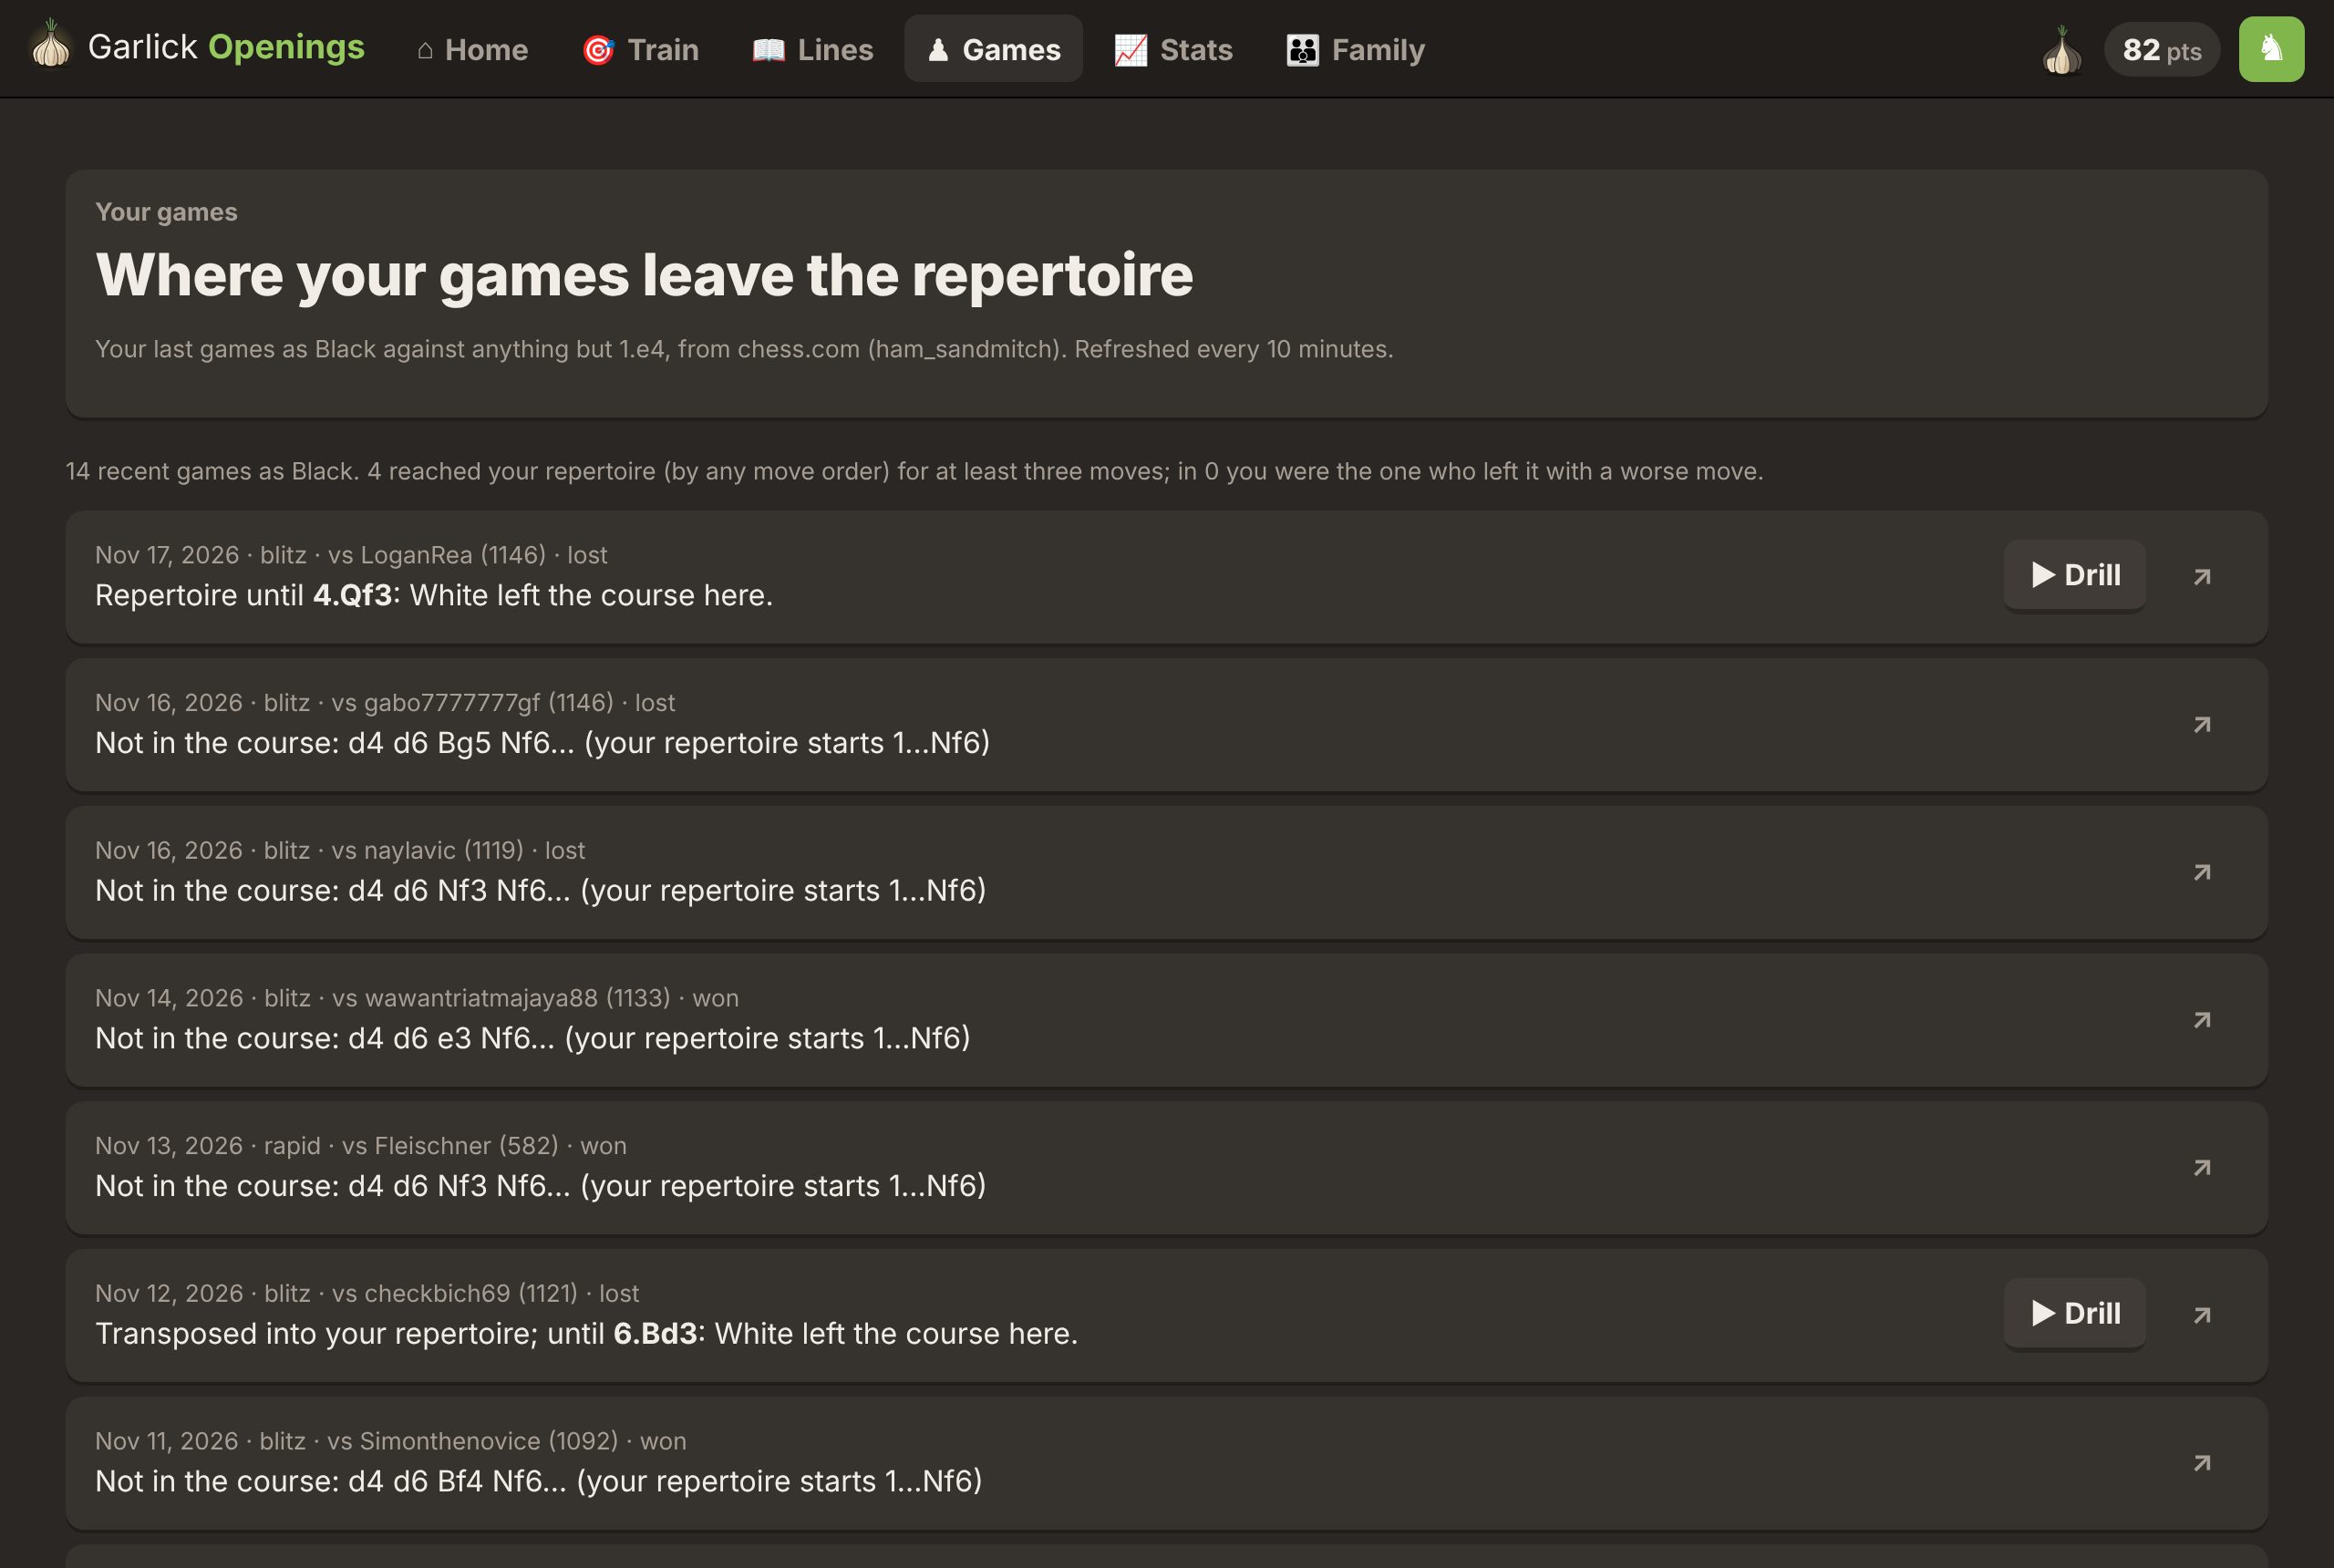 Garlick Openings Home Train Lines Games Stats Family 82 pts
Your games
Where your games leave the repertoire
Your last games as Black against anything but 1.e4, from chess.com (ham_sandmitch). Refreshed every 10 minutes.
14 recent games as Black. 4 reached your repertoire (by any move order) for at least three moves; in 0 you were the one who left it with a worse move.
Nov 17, 2026 · blitz · vs LoganRea (1146) · lost
Repertoire until 4.Qf3: White left the course here.
▶ Drill ↗
Nov 16, 2026 · blitz · vs gabo7777777gf (1146) · lost
Not in the course: d4 d6 Bg5 Nf6… (your repertoire starts 1…Nf6)
↗
Nov 16, 2026 · blitz · vs naylavic (1119) · lost
Not in the course: d4 d6 Nf3 Nf6… (your repertoire starts 1…Nf6)
↗
Nov 14, 2026 · blitz · vs wawantriatmajaya88 (1133) · won
Not in the course: d4 d6 e3 Nf6… (your repertoire starts 1…Nf6)
↗
Nov 13, 2026 · rapid · vs Fleischner (582) · won
Not in the course: d4 d6 Nf3 Nf6… (your repertoire starts 1…Nf6)
↗
Nov 12, 2026 · blitz · vs checkbich69 (1121) · lost
Transposed into your repertoire; until 6.Bd3: White left the course here.
▶ Drill ↗
Nov 11, 2026 · blitz · vs Simonthenovice (1092) · won
Not in the course: d4 d6 Bf4 Nf6… (your repertoire starts 1…Nf6)
↗